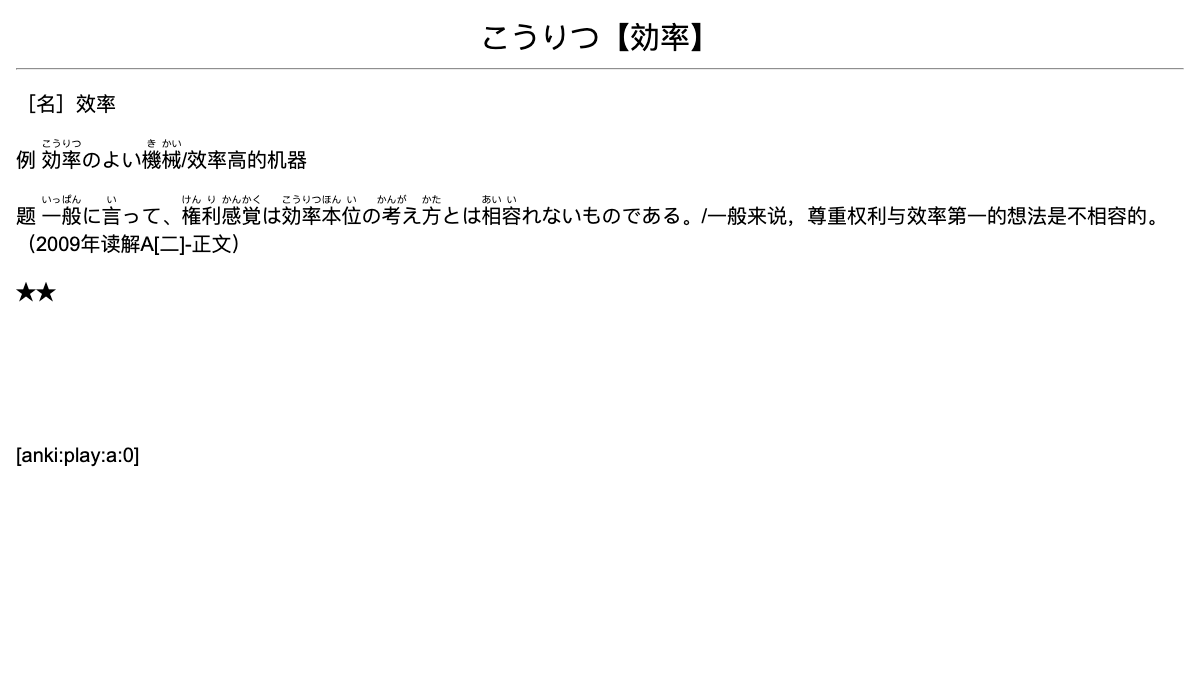 こうりつ【効率】
［名］效率
こうりつ き かい
例 効率のよい機械/效率高的机器
いっぱん い けん り かんかく こうりつほん い かんが かた あい い
题 一般に言って、権利感覚は効率本位の考え方とは相容れないものである。/一般来说，尊重权利与效率第一的想法是不相容的。
（2009年读解A[二]-正文）
★★
[anki:play:a:0]